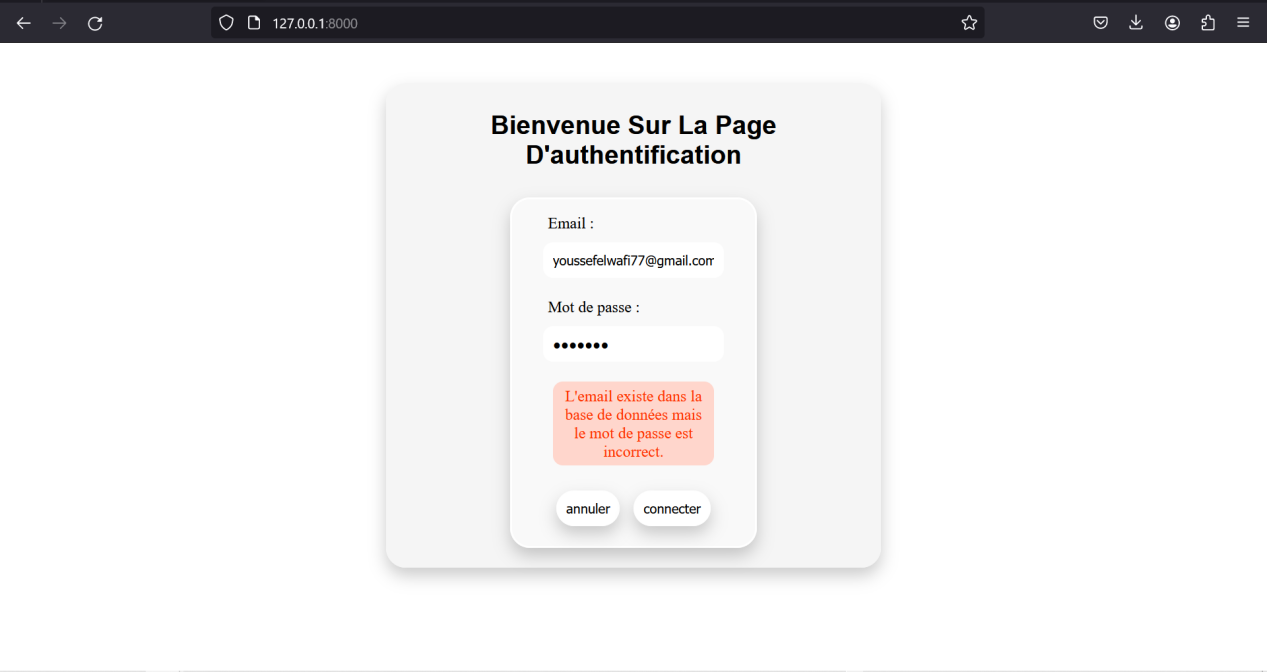 127.0.0.1:8000
Bienvenue Sur La Page
D'authentification
Email :
youssefelwafi77@gmail.com
Mot de passe :
•••••••
L'email existe dans la
base de données mais
le mot de passe est
incorrect.
annuler connecter